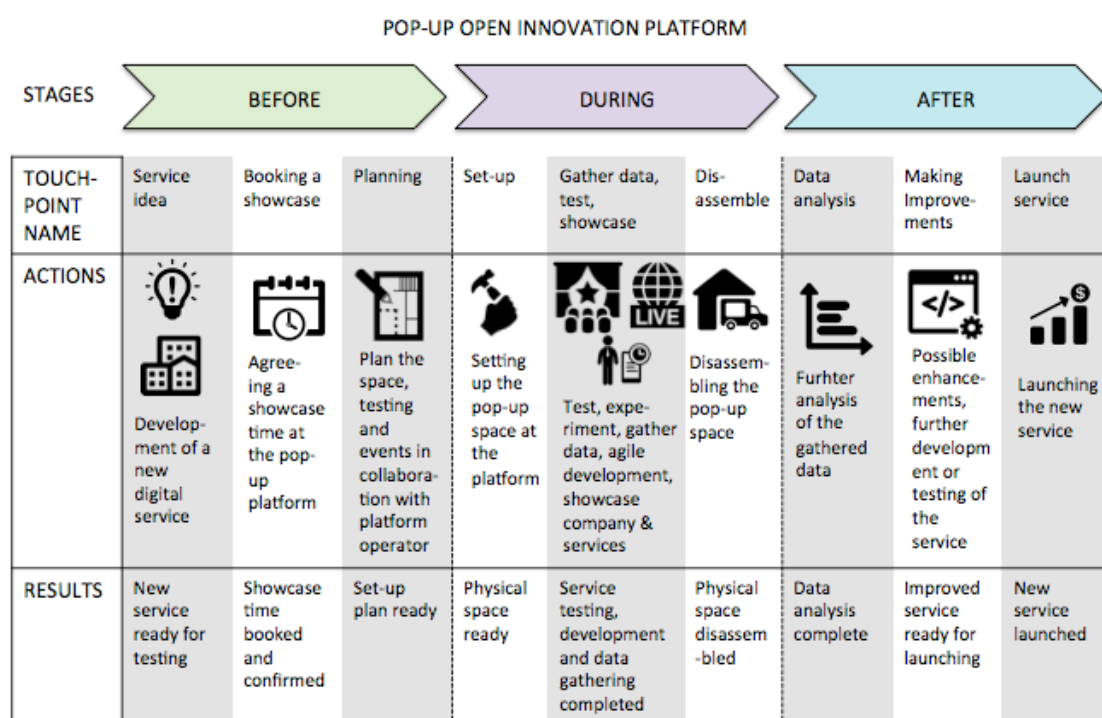 POP-UP OPEN INNOVATION PLATFORM
STAGES
BEFORE
DURING
AFTER
TOUCH-
POINT
NAME
Service
idea
Booking a
showcase
Planning
Set-up
Gather data,
test,
showcase
Dis-
assemble
Data
analysis
Making
Improve-
ments
Launch
service
ACTIONS
Develop-
ment of a
new
digital
service
Agree-
ing a
showcase
time at
the pop-
up
platform
Plan the
space,
testing
and
events in
collabora-
tion with
platform
operator
Setting
up the
pop-up
space at
the
platform
LIVE
Test, expe-
riment, gather
data, agile
development,
showcase
company &
services
Disassem-
bling the
pop-up
space
Furhter
analysis
of the
gathered
data
</>
Possible
enhance-
ments,
further
developm
ent or
testing of
the
service
$
Launching
the new
service
RESULTS
New
service
ready for
testing
Showcase
time
booked
and
confirmed
Set-up
plan ready
Physical
space
ready
Service
testing,
development
and data
gathering
completed
Physical
space
disassem
-bled
Data
analysis
complete
Improved
service
ready for
launching
New
service
launched